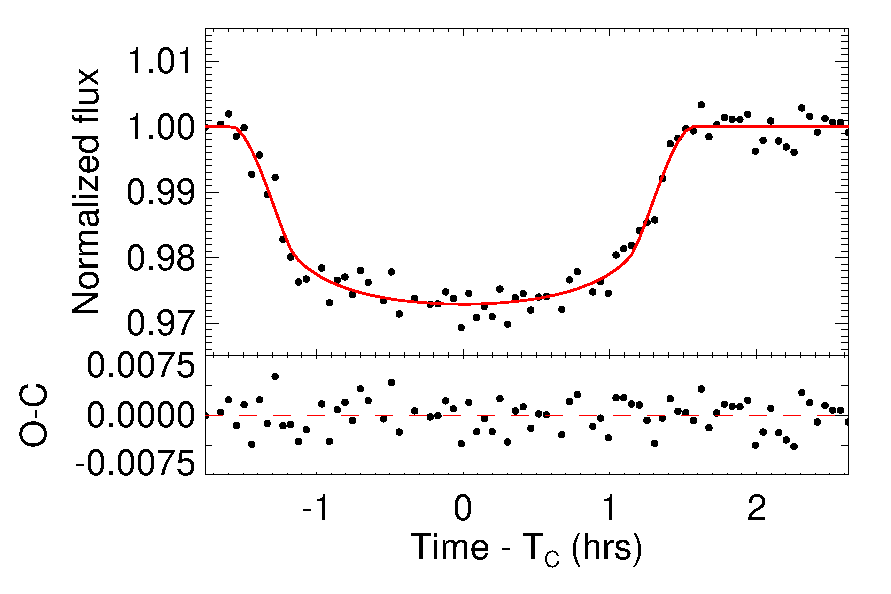 Normalized flux
1.01
1.00
0.99
0.98
0.97
O-C
0.0075
0.0000
-0.0075
-1 0 1 2
Time - T_C (hrs)